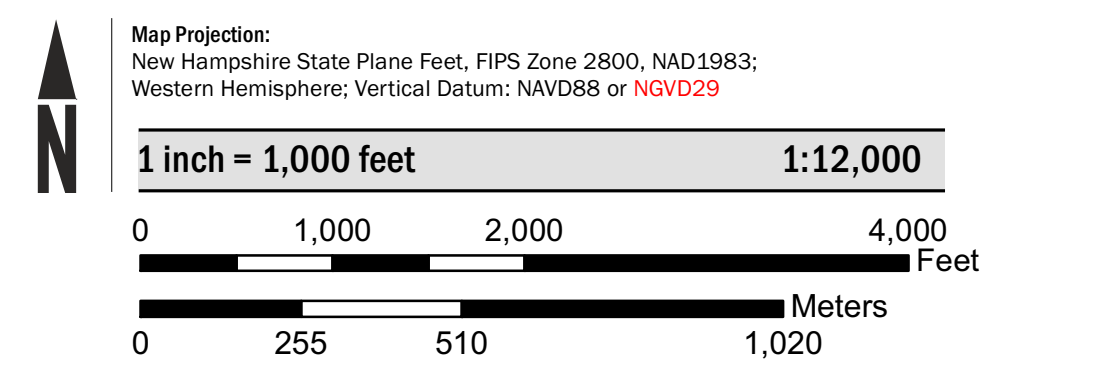 Map Projection:
New Hampshire State Plane Feet, FIPS Zone 2800, NAD1983;
Western Hemisphere; Vertical Datum: NAVD88 or NGVD29
N
1 inch = 1,000 feet 1:12,000
0 1,000 2,000 4,000
Feet
Meters
0 255 510 1,020